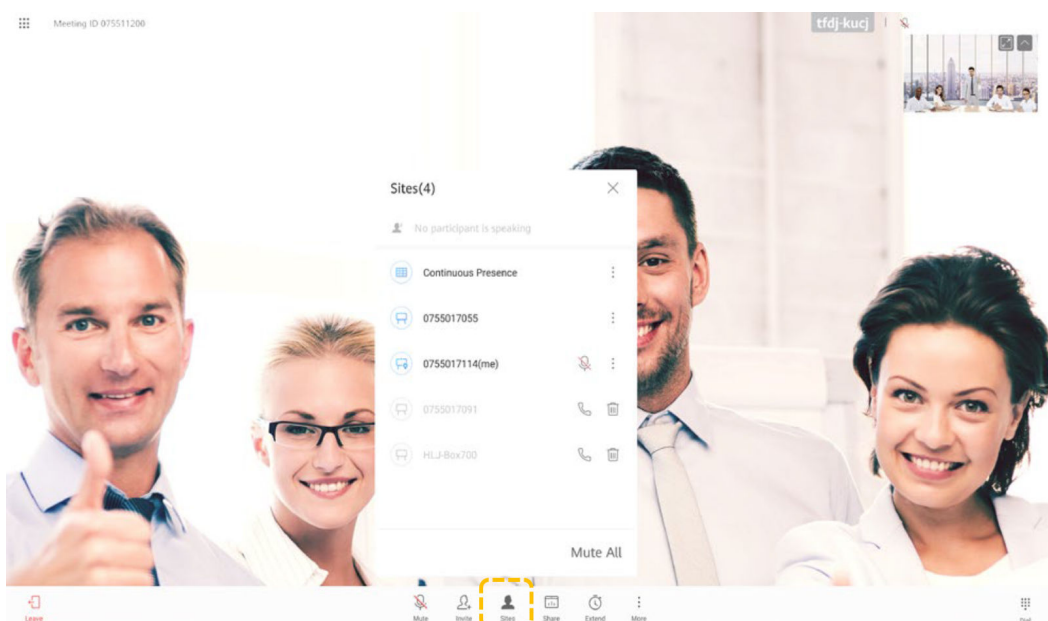 Meeting ID 075511200
tfdj-kucj
Sites(4)
No participant is speaking
Continuous Presence
0755017055
0755017114(me)
0755017091
HLJ-Box700
Mute All
Leave
Mute
Invite
Sites
Share
Extend
More
Dial